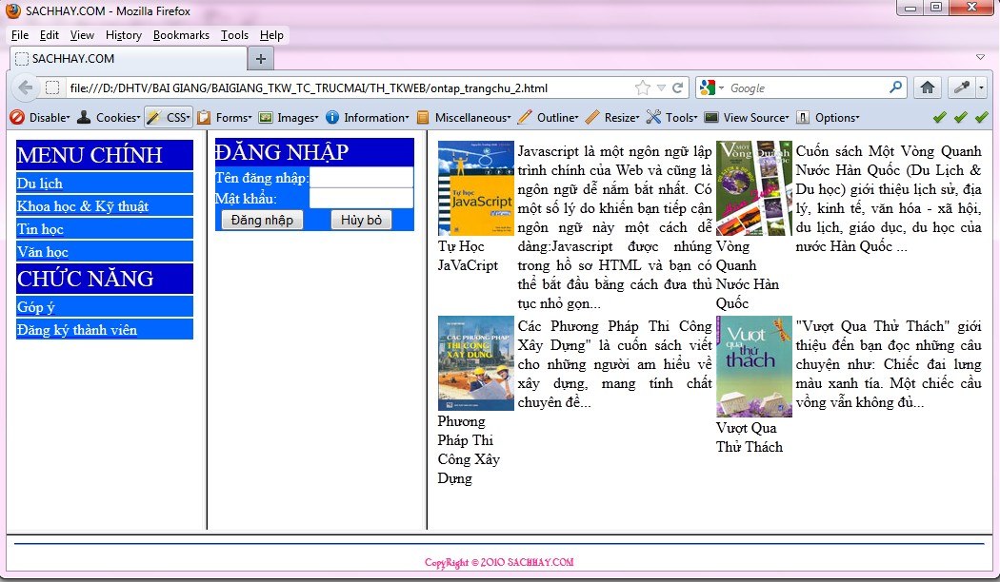 SACHHAY.COM - Mozilla Firefox
File Edit View History Bookmarks Tools Help
SACHHAY.COM
file:///D:/DHTV/BAI GIANG/BAIGIANG_TKW_TC_TRUCMAI/TH_TKWEB/ontap_trangchu_2.html
Google
Disable Cookies CSS Forms Images Information Miscellaneous Outline Resize Tools View Source Options
MENU CHÍNH
Du lịch
Khoa học & Kỹ thuật
Tin học
Văn học
CHỨC NĂNG
Góp ý
Đăng ký thành viên
ĐĂNG NHẬP
Tên đăng nhập:
Mật khẩu:
Đăng nhập Hủy bỏ
Tự học
JavaScript
Tự Học
JaVaCript
Javascript là một ngôn ngữ lập
trình chính của Web và cũng là
ngôn ngữ dễ nắm bắt nhất. Có
một số lý do khiến bạn tiếp cận
ngôn ngữ này một cách dễ
dàng:Javascript được nhúng
trong hồ sơ HTML và bạn có
thể bắt đầu bằng cách đưa thủ
tục nhỏ gọn...
MỘT
Vòng Quanh
Nước
Vòng
Quanh
Nước Hàn
Quốc
Cuốn sách Một Vòng Quanh
Nước Hàn Quốc (Du Lịch &
Du học) giới thiệu lịch sử, địa
lý, kinh tế, văn hóa - xã hội,
du lịch, giáo dục, du học của
nước Hàn Quốc ...
CÁC PHƯƠNG PHÁP
THI CÔNG
XÂY DỰNG
Phương
Pháp Thi
Công Xây
Dựng
Các Phương Pháp Thi Công
Xây Dựng" là cuốn sách viết
cho những người am hiểu về
xây dựng, mang tính chất
chuyên đề...
Vượt
qua
thử
thách
Vượt Qua
Thử Thách
"Vượt Qua Thử Thách" giới
thiệu đến bạn đọc những câu
chuyện như: Chiếc đai lưng
màu xanh tía. Một chiếc cầu
vồng vẫn không đủ...
CopyRight © 2010 SACHHAY.COM